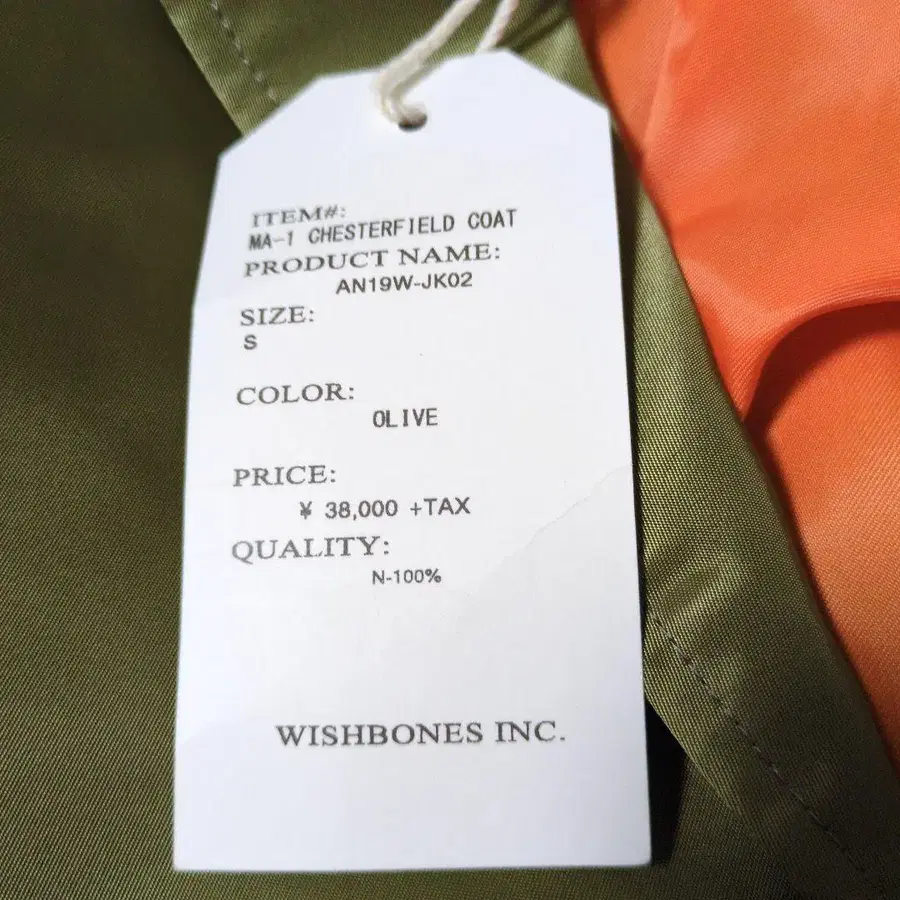 ITEM#:
MA-1 CHESTERFIELD COAT
PRODUCT NAME:
AN19W-JK02
SIZE:
S
COLOR:
OLIVE
PRICE:
¥ 38,000 +TAX
QUALITY:
N-100%
WISHBONES INC.